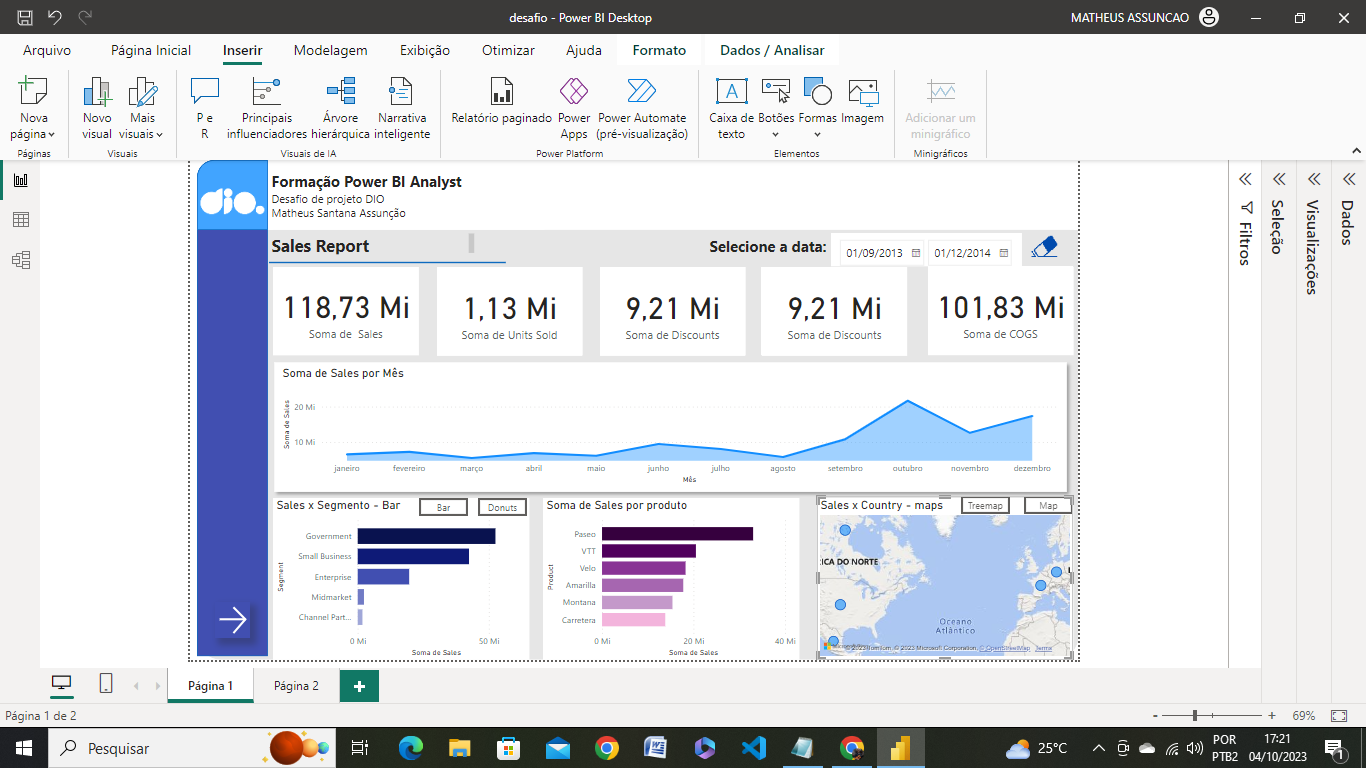 desafio - Power BI Desktop
MATHEUS ASSUNCAO
Arquivo
Página Inicial
Inserir
Modelagem
Exibição
Otimizar
Ajuda
Formato
Dados / Analisar
Nova página
Novo visual
Mais visuais
P e R
Principais influenciadores
Árvore hierárquica
Narrativa inteligente
Relatório paginado
Power Apps
Power Automate (pré-visualização)
Caixa de texto
Botões
Formas
Imagem
Adicionar um minigráfico
Páginas
Visuais
Visuais de IA
Power Platform
Elementos
Minigráficos
dio.
Formação Power BI Analyst
Desafio de projeto DIO
Matheus Santana Assunção
Sales Report
Selecione a data:
01/09/2013
01/12/2014
118,73 Mi
Soma de Sales
1,13 Mi
Soma de Units Sold
9,21 Mi
Soma de Discounts
9,21 Mi
Soma de Discounts
101,83 Mi
Soma de COGS
Soma de Sales por Mês
Soma de Sales
20 Mi
10 Mi
janeiro
fevereiro
março
abril
maio
junho
julho
agosto
setembro
outubro
novembro
dezembro
Mês
Sales x Segmento - Bar
Bar
Donuts
Segment
Government
Small Business
Enterprise
Midmarket
Channel Part...
0 Mi
50 Mi
Soma de Sales
Soma de Sales por produto
Product
Paseo
VTT
Velo
Amarilla
Montana
Carretera
0 Mi
20 Mi
40 Mi
Soma de Sales
Sales x Country - maps
Treemap
Map
ICA DO NORTE
Oceano
Atlântico
© 2023 TomTom, © 2023 Microsoft Corporation, © OpenStreetMap Terms
Filtros
Seleção
Visualizações
Dados
Página 1
Página 2
Página 1 de 2
69%
Pesquisar
25°C
POR
PTB2
17:21
04/10/2023
1